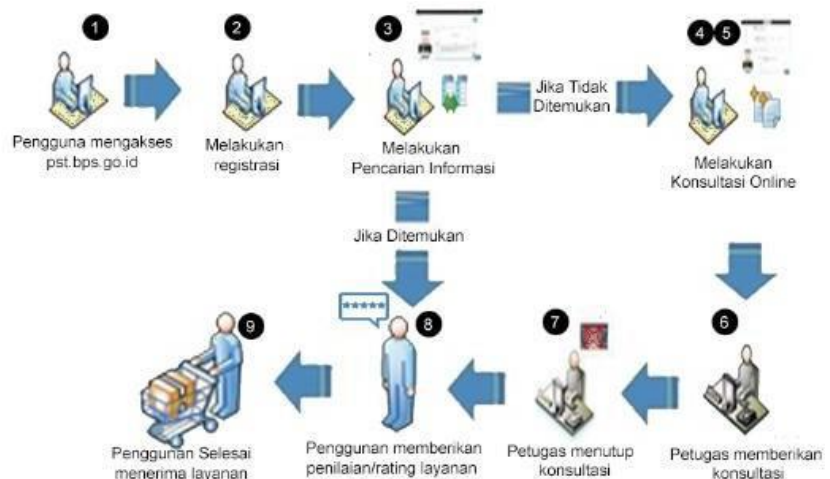 1
Pengguna mengakses
pst.bps.go.id
2
Melakukan
registrasi
3
Melakukan
Pencarian Informasi
Jika Tidak
Ditemukan
4 5
Melakukan
Konsultasi Online
Jika Ditemukan
6
Petugas memberikan
konsultasi
7
Petugas menutup
konsultasi
*****
8
Penggunan memberikan
penilaian/rating layanan
9
Penggunan Selesai
menerima layanan